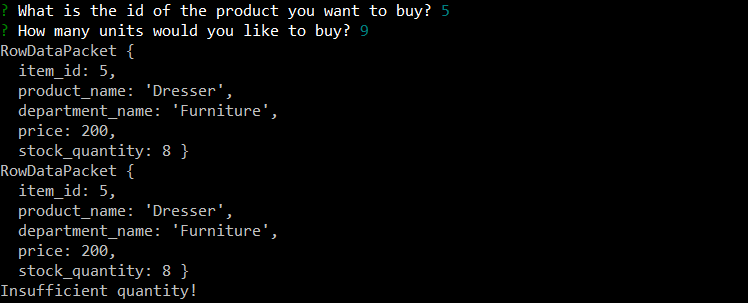 ? What is the id of the product you want to buy? 5
? How many units would you like to buy? 9
RowDataPacket {
  item_id: 5,
  product_name: 'Dresser',
  department_name: 'Furniture',
  price: 200,
  stock_quantity: 8 }
RowDataPacket {
  item_id: 5,
  product_name: 'Dresser',
  department_name: 'Furniture',
  price: 200,
  stock_quantity: 8 }
Insufficient quantity!